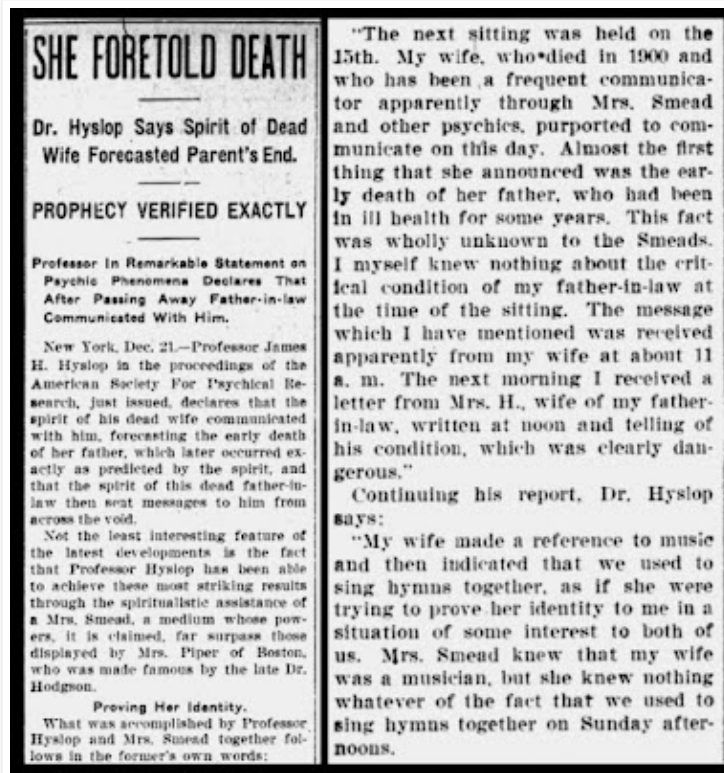 SHE FORETOLD DEATH
Dr. Hyslop Says Spirit of Dead
Wife Forecasted Parent's End.
PROPHECY VERIFIED EXACTLY
Professor In Remarkable Statement on
Psychic Phenomena Declares That
After Passing Away Father-in-law
Communicated With Him.
New York, Dec. 21.—Professor James
H. Hyslop in the proceedings of the
American Society For Psychical Re-
search, just issued, declares that the
spirit of his dead wife communicated
with him, forecasting the early death
of her father, which later occurred ex-
actly as predicted by the spirit, and
that the spirit of this dead father-in-
law then sent messages to him from
across the void.
Not the least interesting feature of
the latest developments is the fact
that Professor Hyslop has been able
to achieve these most striking results
through the spiritualistic assistance of
a Mrs. Smead, a medium whose pow-
ers, it is claimed, far surpass those
displayed by Mrs. Piper of Boston,
who was made famous by the late Dr.
Hodgson.
Proving Her Identity.
What was accomplished by Professor
Hyslop and Mrs. Smead together fol-
lows in the former's own words:
"The next sitting was held on the
15th. My wife, who died in 1900 and
who has been a frequent communica-
tor apparently through Mrs. Smead
and other psychics, purported to com-
municate on this day. Almost the first
thing that she announced was the ear-
ly death of her father, who had been
in ill health for some years. This fact
was wholly unknown to the Smeads.
I myself knew nothing about the crit-
ical condition of my father-in-law at
the time of the sitting. The message
which I have mentioned was received
apparently from my wife at about 11
a. m. The next morning I received a
letter from Mrs. H., wife of my father-
in-law, written at noon and telling of
his condition, which was clearly dan-
gerous."
Continuing his report, Dr. Hyslop
says:
"My wife made a reference to music
and then indicated that we used to
sing hymns together, as if she were
trying to prove her identity to me in a
situation of some interest to both of
us. Mrs. Smead knew that my wife
was a musician, but she knew nothing
whatever of the fact that we used to
sing hymns together on Sunday after-
noons.